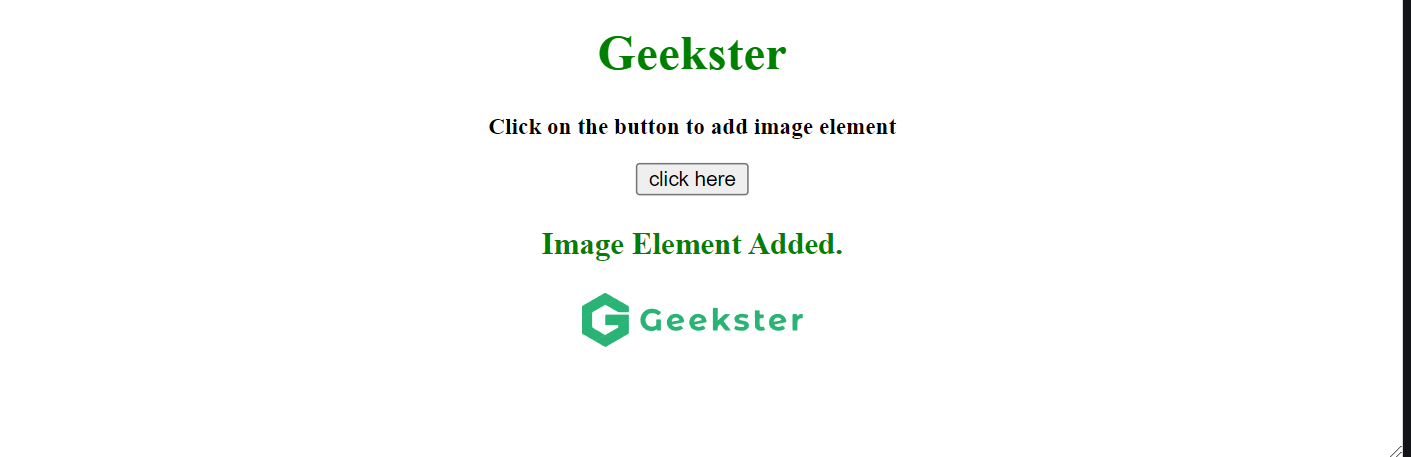 Geekster
Click on the button to add image element
click here
Image Element Added.
Geekster